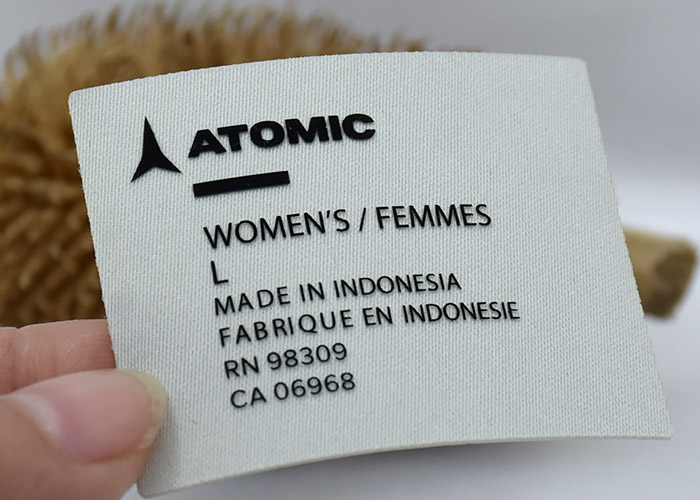 ATOMIC
WOMEN'S / FEMMES
L
MADE IN INDONESIA
FABRIQUE EN INDONESIE
RN 98309
CA 06968